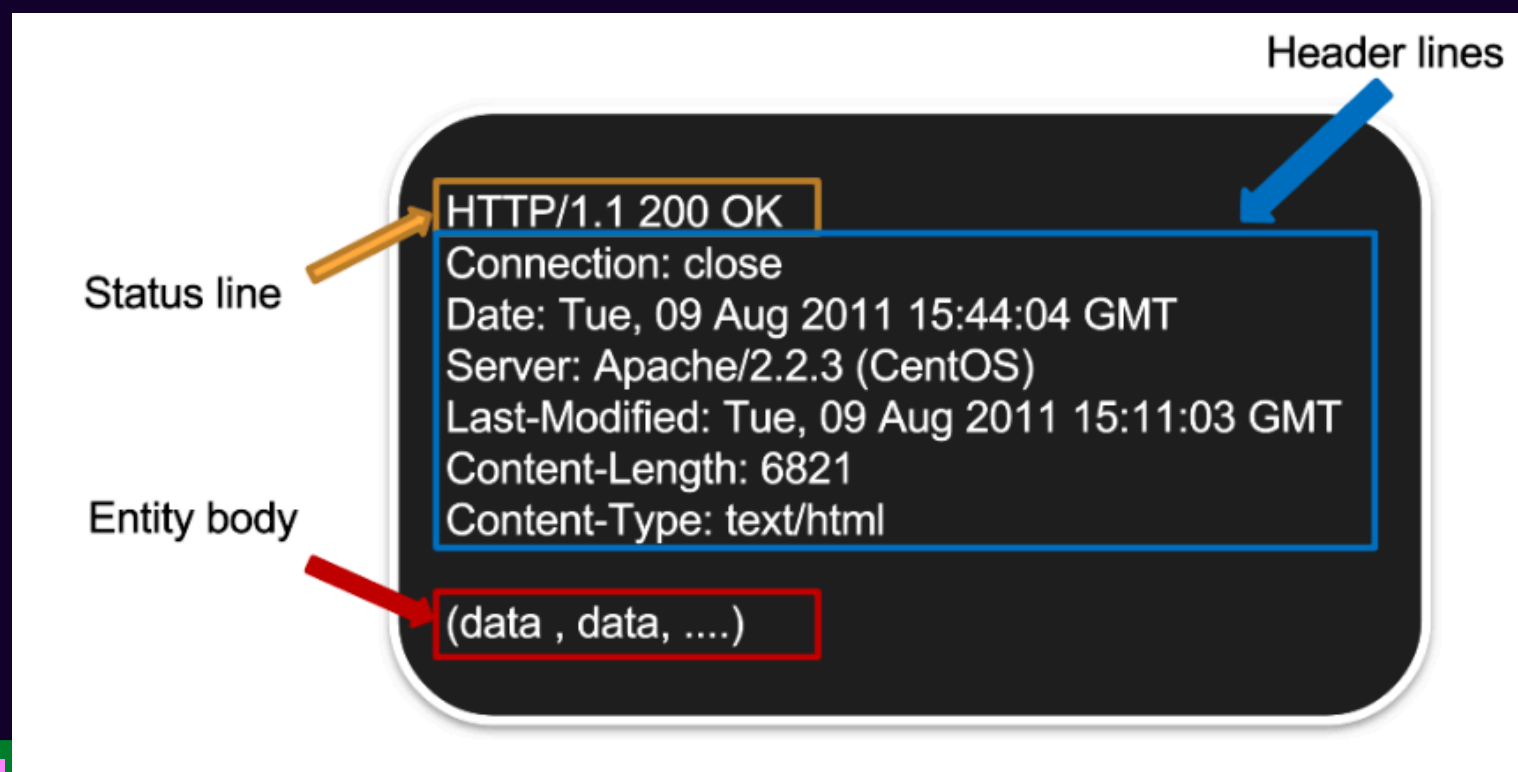 Header lines
HTTP/1.1 200 OK
Connection: close
Status line
Date: Tue, 09 Aug 2011 15:44:04 GMT
Server: Apache/2.2.3 (CentOS)
Last-Modified: Tue, 09 Aug 2011 15:11:03 GMT
Content-Length: 6821
Entity body
Content-Type: text/html
(data , data, ....)